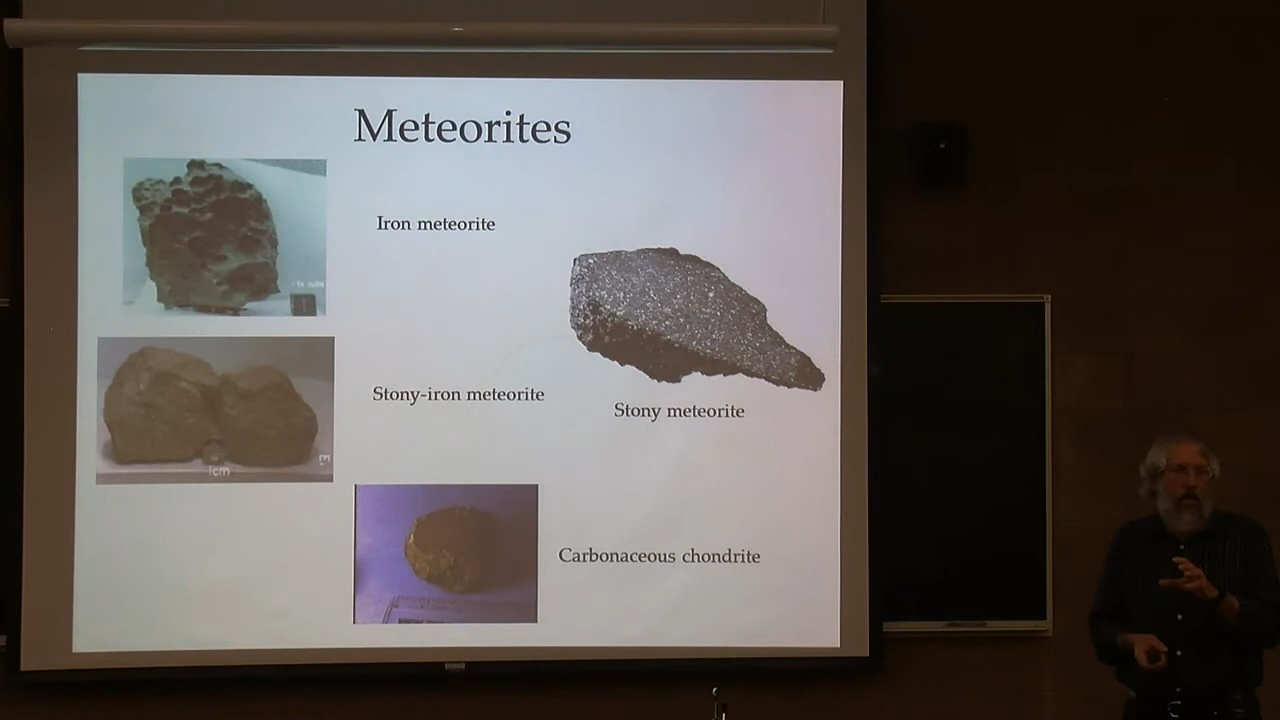 Meteorites
Iron meteorite
Stony-iron meteorite
Stony meteorite
1cm
Carbonaceous chondrite